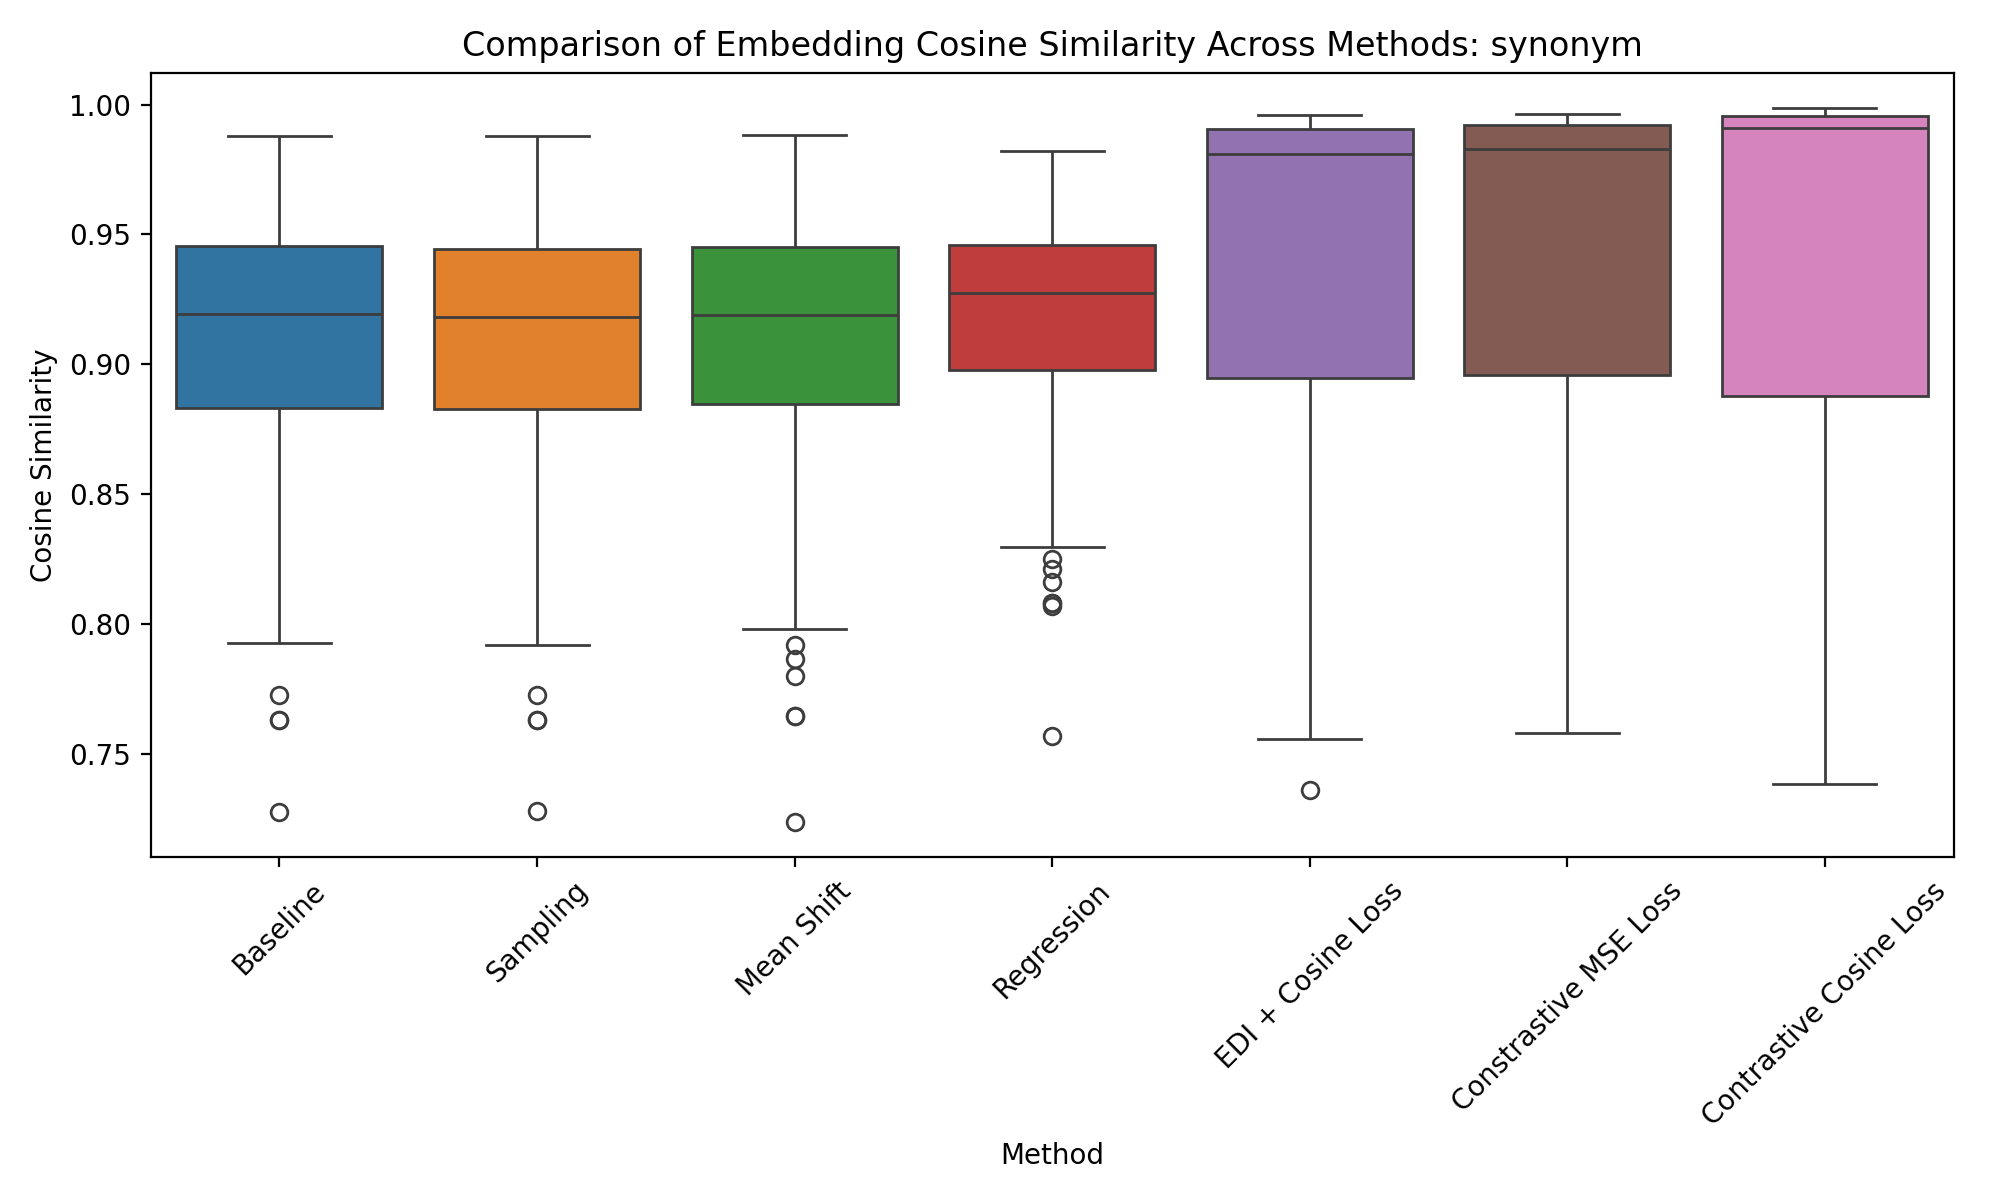 Comparison of Embedding Cosine Similarity Across Methods: synonym
Cosine Similarity
1.00
0.95
0.90
0.85
0.80
0.75
Baseline
Sampling
Mean Shift
Regression
EDI + Cosine Loss
Constrastive MSE Loss
Contrastive Cosine Loss
Method